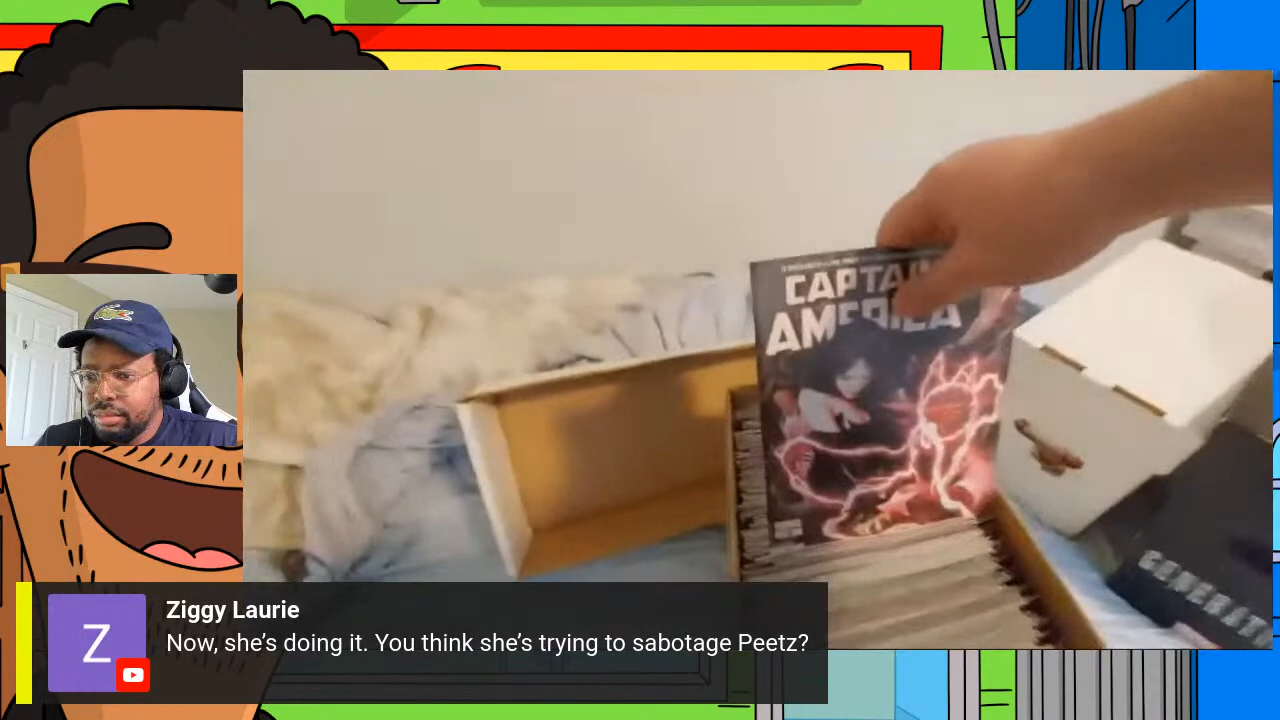 CAPTAIN
AMERICA
Z
Ziggy Laurie
Now, she's doing it. You think she's trying to sabotage Peetz?